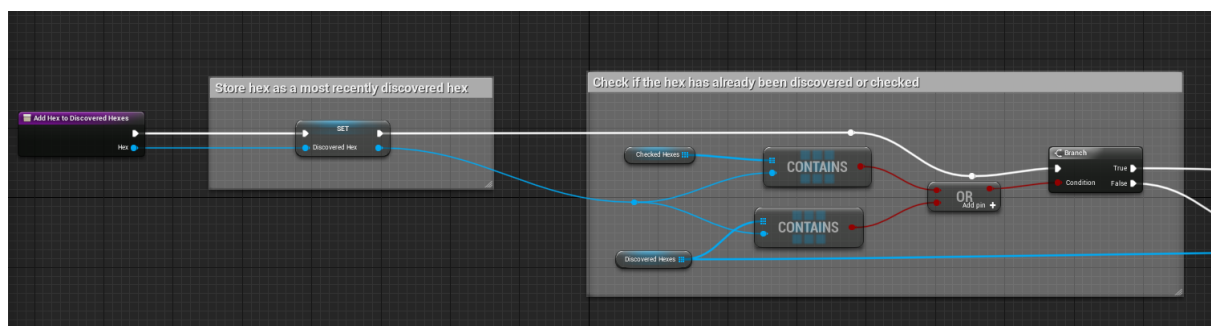 Add Hex to Discovered Hexes
Hex
Store hex as a most recently discovered hex
SET
Discovered Hex
Check if the hex has already been discovered or checked
Checked Hexes
CONTAINS
CONTAINS
Discovered Hexes
OR
Add pin +
Branch
True
Condition
False